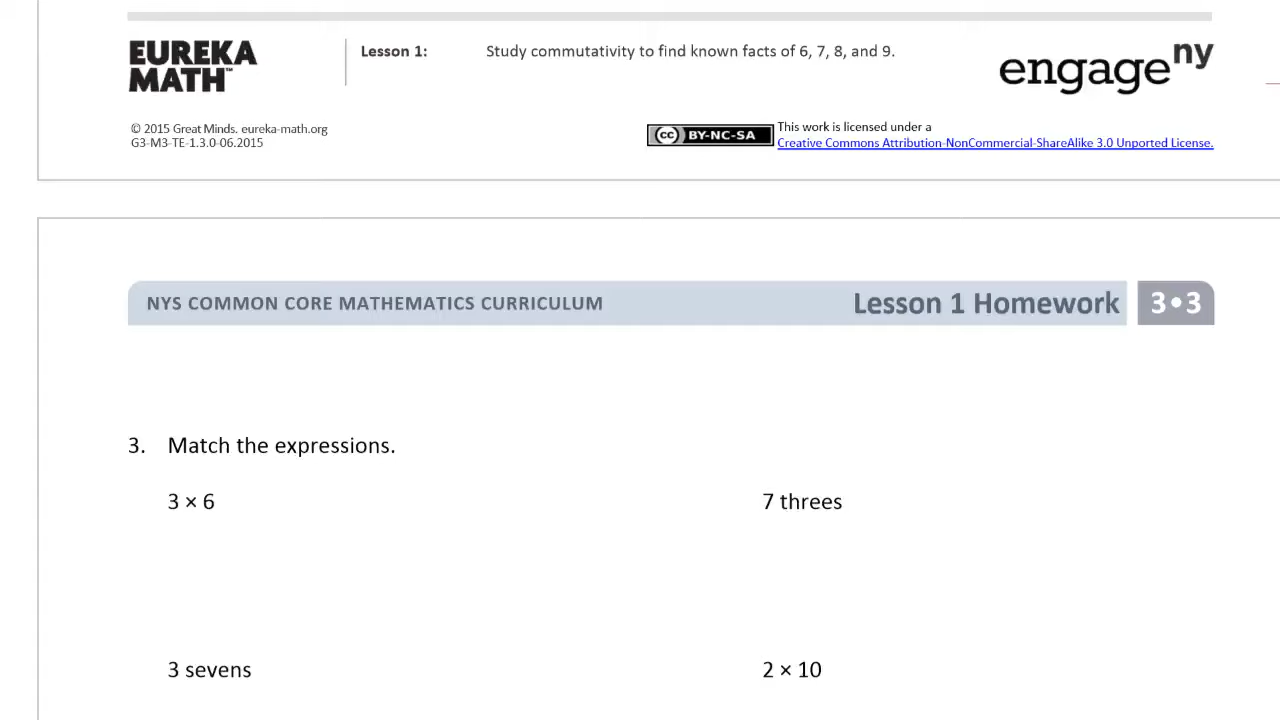 EUREKA
MATH™
Lesson 1: Study commutativity to find known facts of 6, 7, 8, and 9.
engage ny
© 2015 Great Minds. eureka-math.org
G3-M3-TE-1.3.0-06.2015
cc BY-NC-SA
This work is licensed under a
Creative Commons Attribution-NonCommercial-ShareAlike 3.0 Unported License.
NYS COMMON CORE MATHEMATICS CURRICULUM
Lesson 1 Homework 3•3
3. Match the expressions.
3 × 6
7 threes
3 sevens
2 × 10